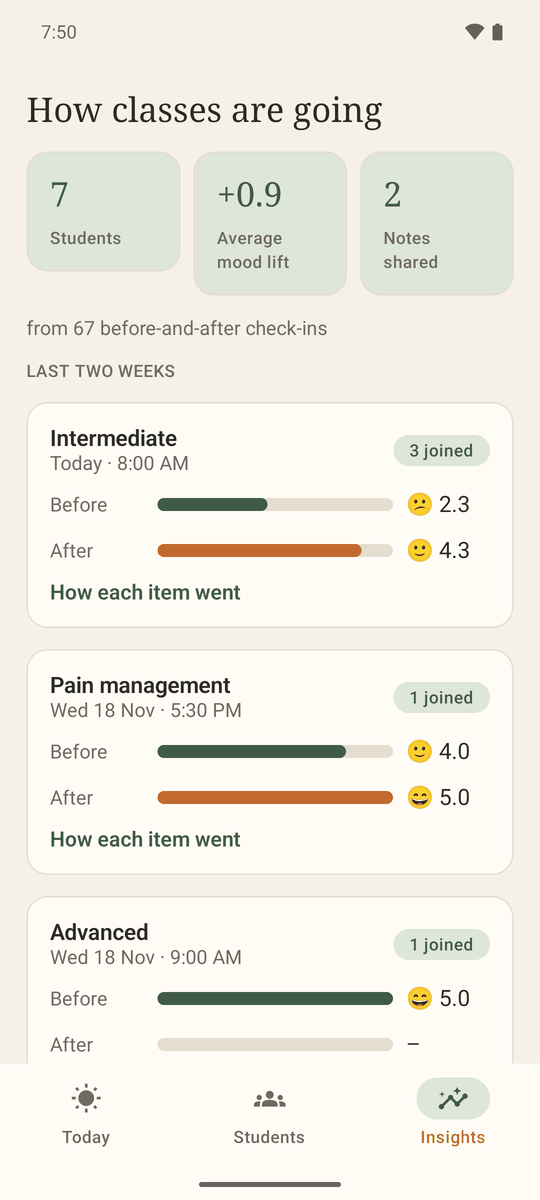 7:50
How classes are going
7
Students
+0.9
Average
mood lift
2
Notes
shared
from 67 before-and-after check-ins
LAST TWO WEEKS
Intermediate
Today · 8:00 AM
3 joined
Before 😕 2.3
After 🙂 4.3
How each item went
Pain management
Wed 18 Nov · 5:30 PM
1 joined
Before 🙂 4.0
After 😄 5.0
How each item went
Advanced
Wed 18 Nov · 9:00 AM
1 joined
Before 😄 5.0
After –
Today
Students
Insights